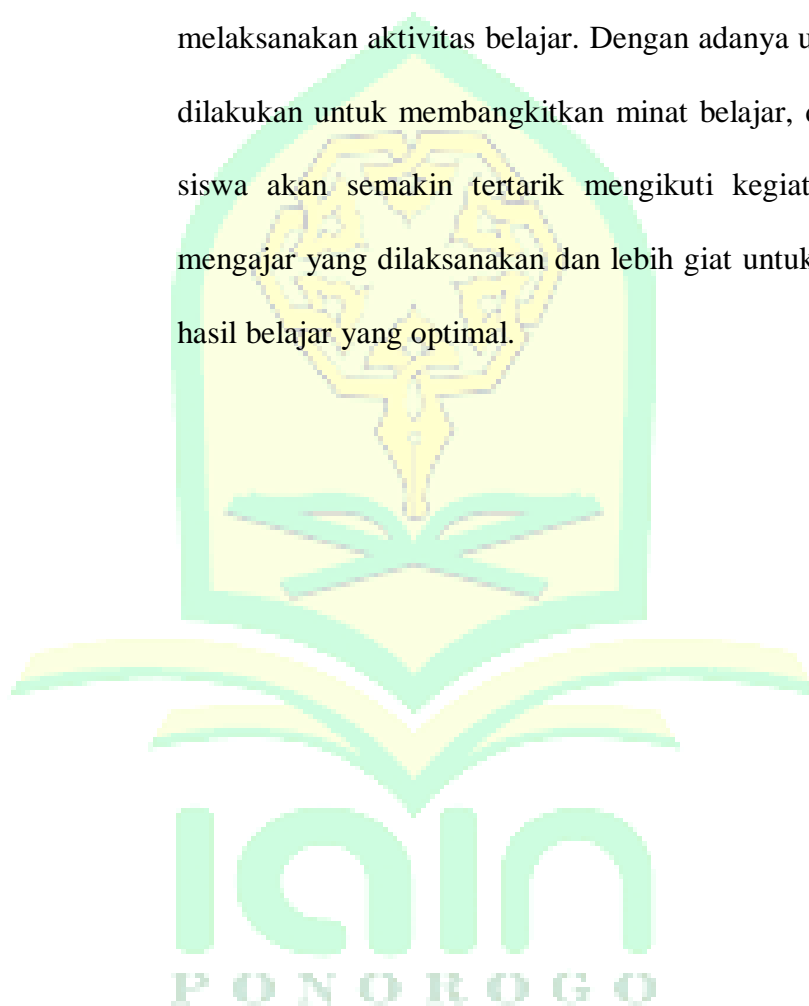 melaksanakan aktivitas belajar. Dengan adanya u
dilakukan untuk membangkitkan minat belajar,
siswa akan semakin tertarik mengikuti kegiat
mengajar yang dilaksanakan dan lebih giat untuk
hasil belajar yang optimal.
iain
PONOROGO